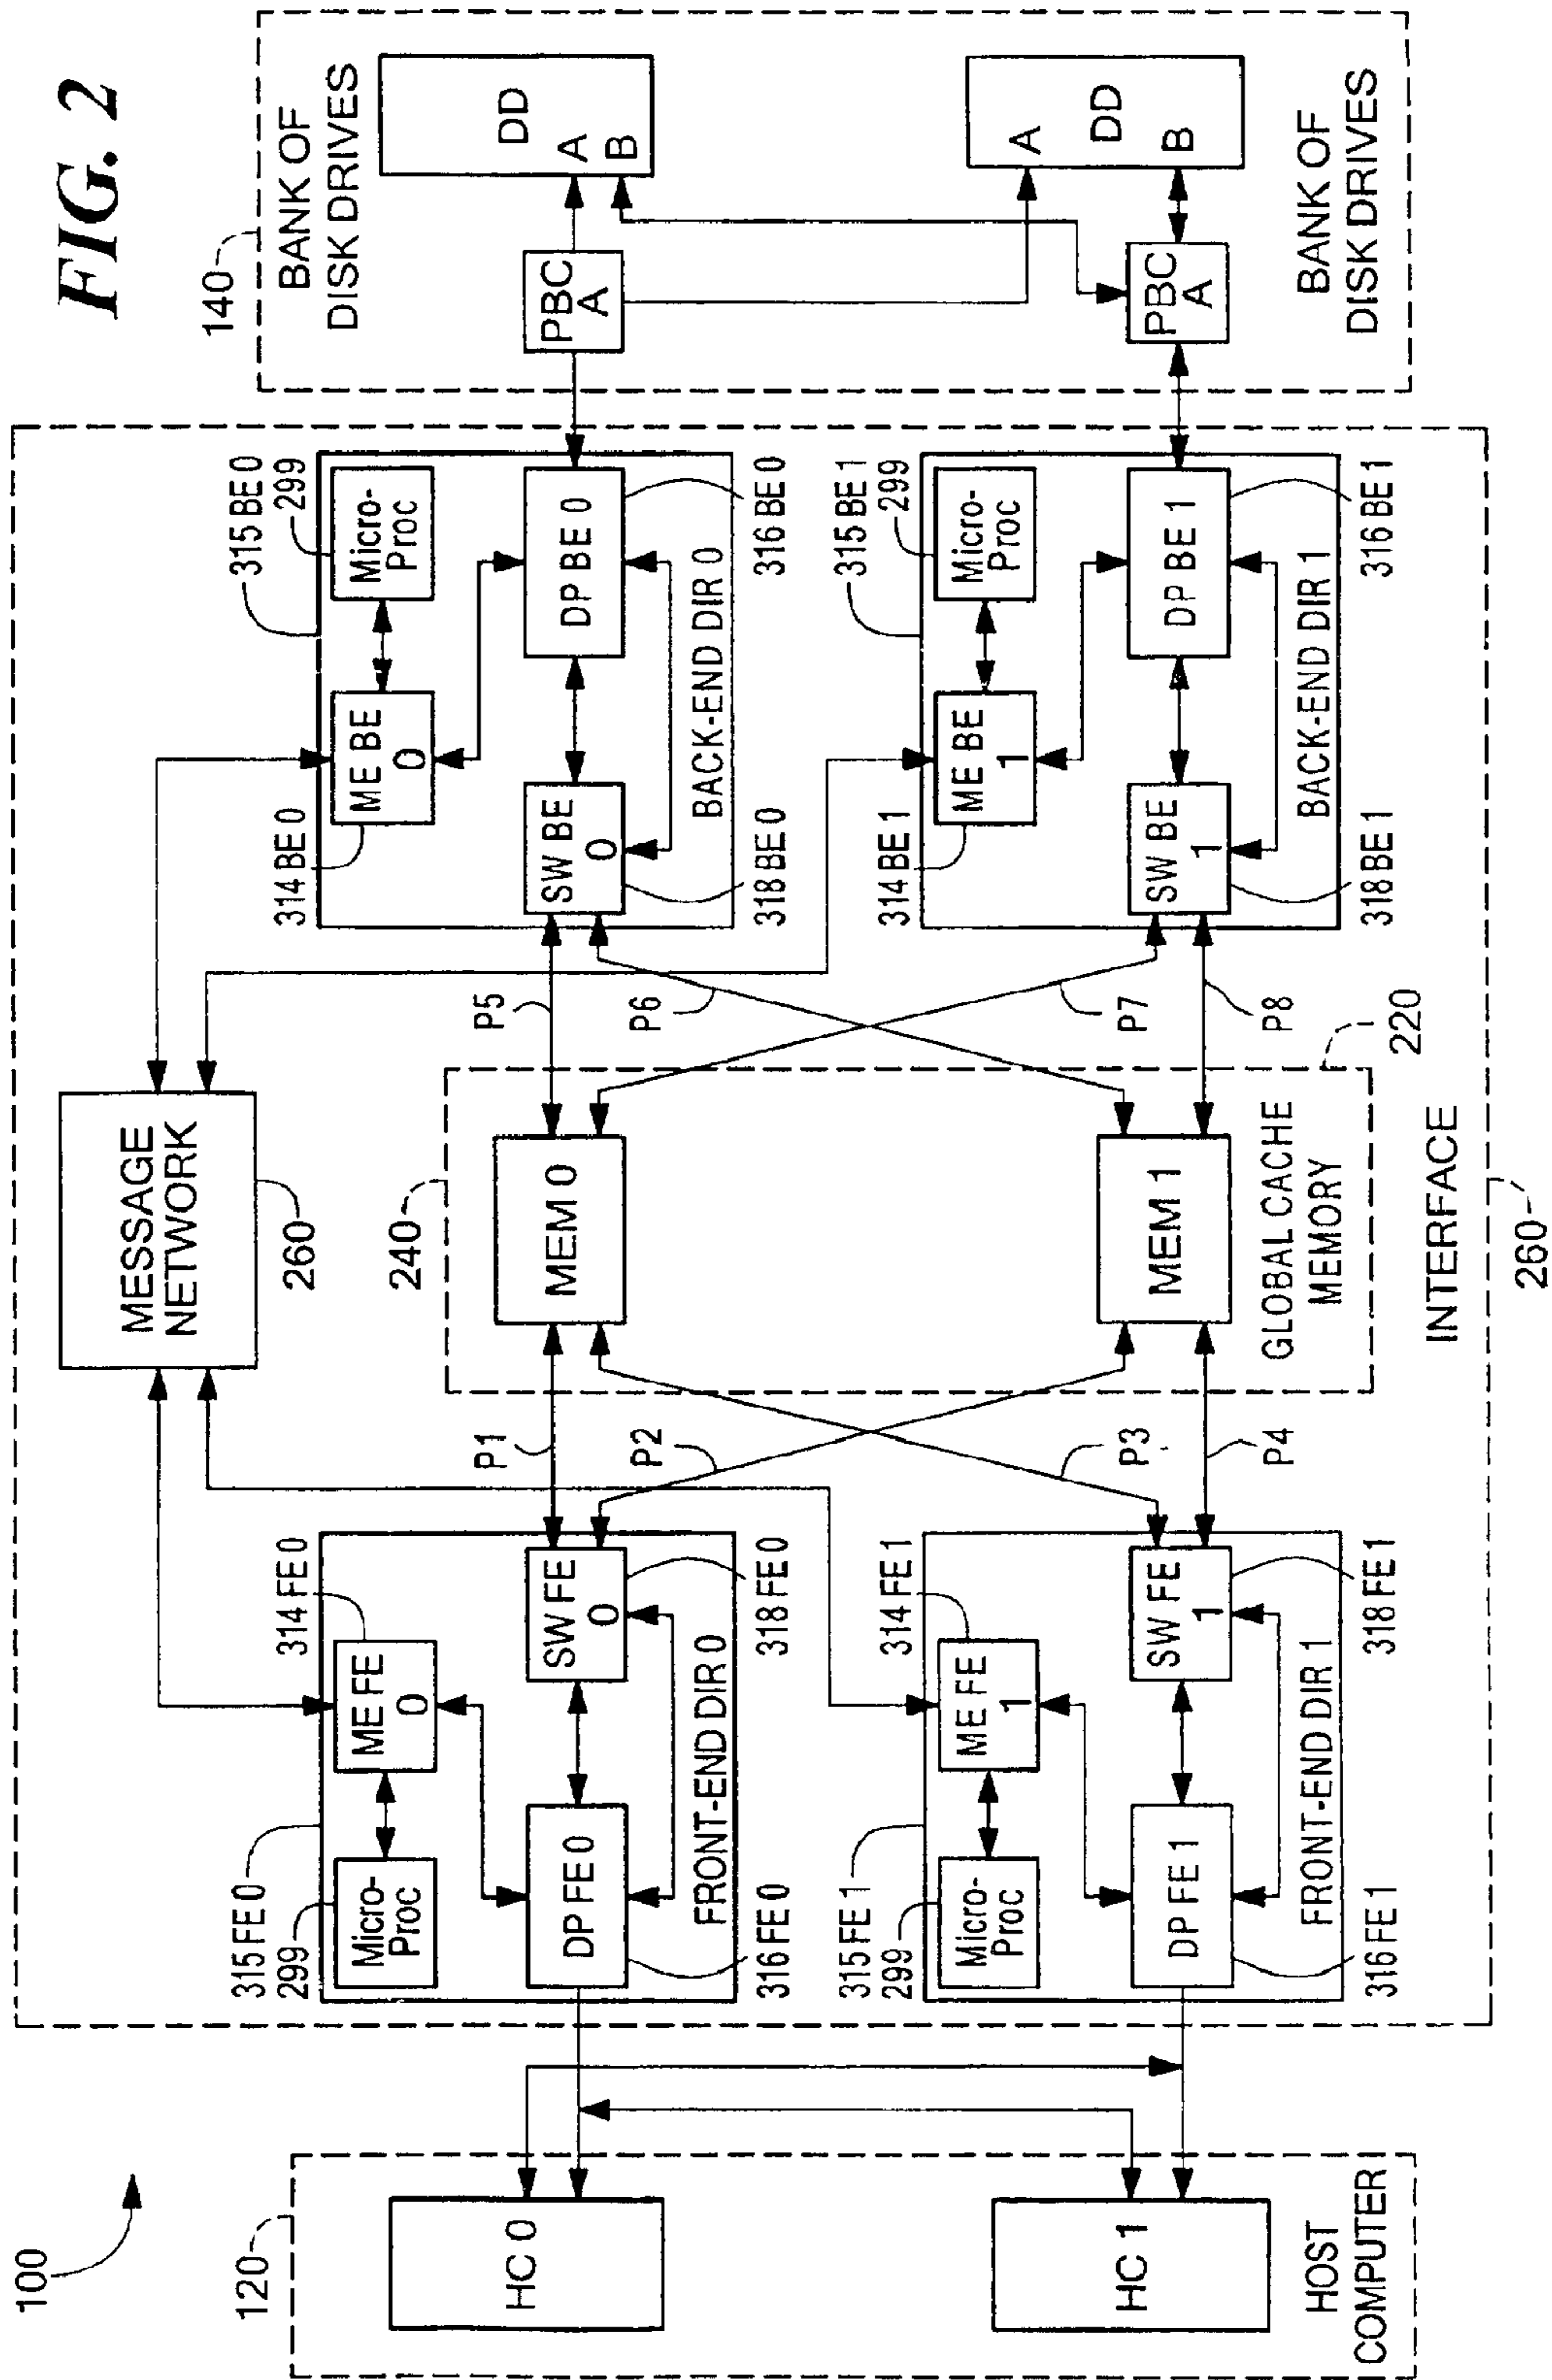 FIG. 2
100
120
HC 0
HC 1
HOST
COMPUTER
315 FE 0
299
Micro-
Proc
ME FE
0
314 FE 0
DP FE 0
SW FE
0
316 FE 0
318 FE 0
FRONT-END DIR 0
315 FE 1
299
Micro-
Proc
ME FE
1
314 FE 1
DP FE 1
SW FE
1
316 FE 1
318 FE 1
FRONT-END DIR 1
MESSAGE
NETWORK
260
P1
P2
P3
P4
240
MEM 0
MEM 1
GLOBAL CACHE
MEMORY
220
P5
P6
P7
P8
INTERFACE
260
314 BE 0
ME BE
0
315 BE 0
299
Micro-
Proc
SW BE
0
DP BE 0
318 BE 0
316 BE 0
BACK-END DIR 0
314 BE 1
ME BE
1
315 BE 1
299
Micro-
Proc
SW BE
1
DP BE 1
318 BE 1
316 BE 1
BACK-END DIR 1
140
BANK OF
DISK DRIVES
PBC
A
DD
A
B
PBC
A
A
DD
B
BANK OF
DISK DRIVES